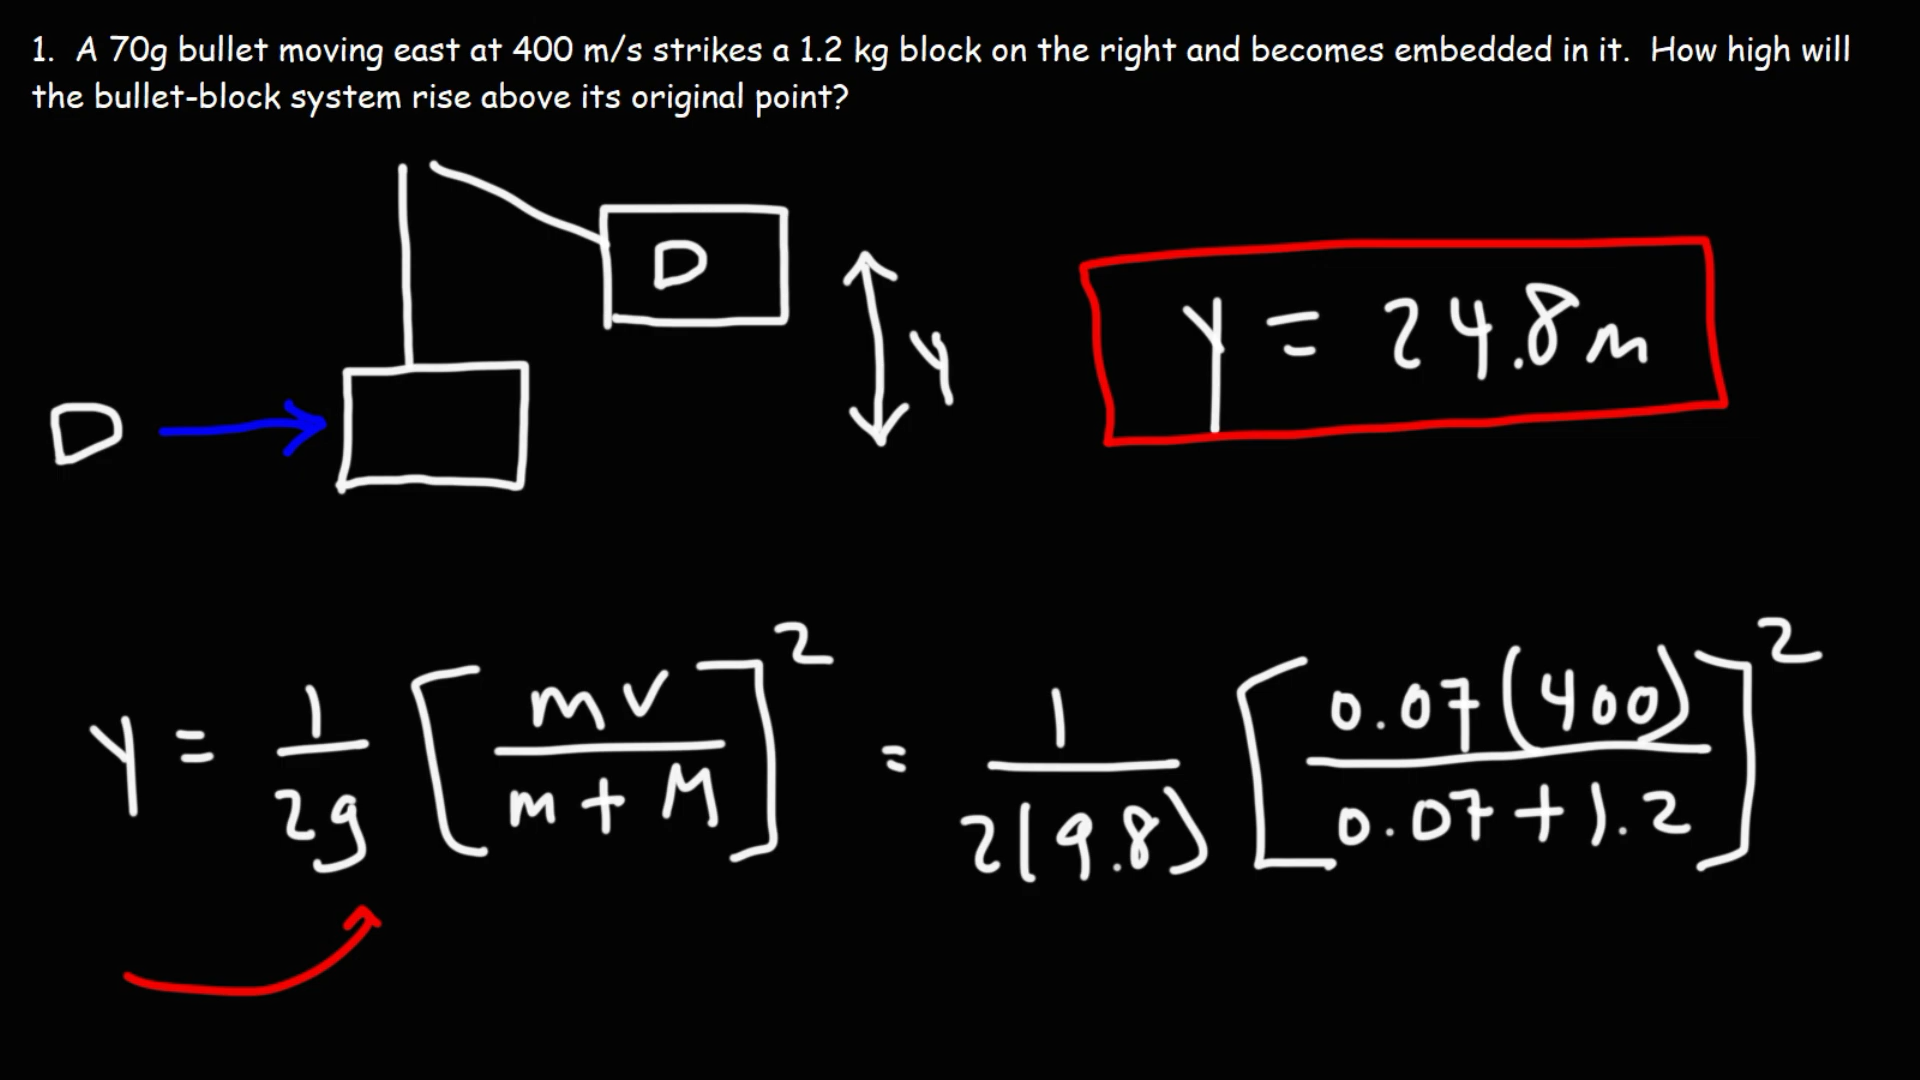 1. A 70g bullet moving east at 400 m/s strikes a 1.2 kg block on the right and becomes embedded in it. How high will
the bullet-block system rise above its original point?
y
y = 24.8 m
y = 1/2g [mv/m + M]² = 1/2(9.8) [0.07(400)/0.07 + 1.2]²